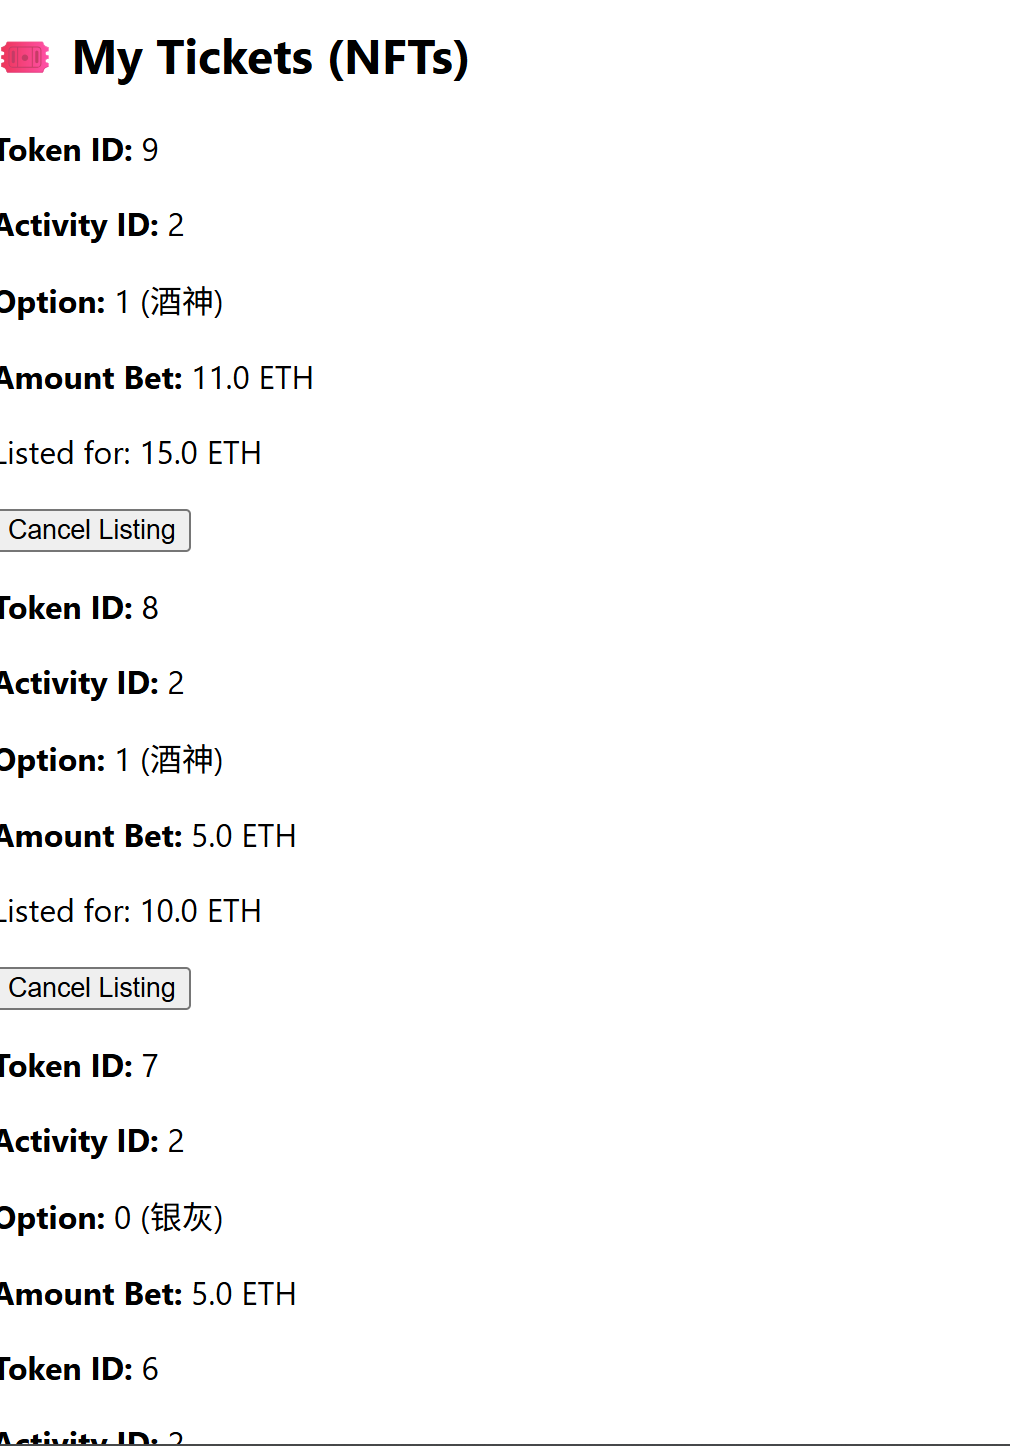 My Tickets (NFTs)
Token ID: 9
Activity ID: 2
Option: 1 (酒神)
Amount Bet: 11.0 ETH
Listed for: 15.0 ETH
Cancel Listing
Token ID: 8
Activity ID: 2
Option: 1 (酒神)
Amount Bet: 5.0 ETH
Listed for: 10.0 ETH
Cancel Listing
Token ID: 7
Activity ID: 2
Option: 0 (银灰)
Amount Bet: 5.0 ETH
Token ID: 6
Activity ID: 2